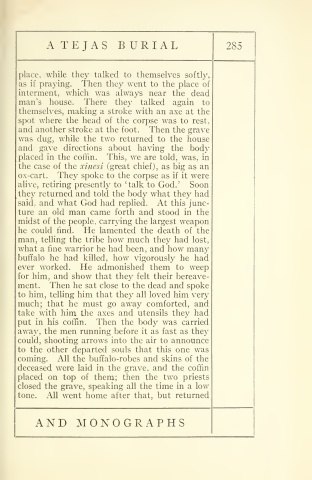 A TEJAS BURIAL
285
place, while they talked to themselves softly,
as if praying. Then they went to the place of
interment, which was always near the dead
man's house. There they talked again to
themselves, making a stroke with an axe at the
spot where the head of the corpse was to rest,
and another stroke at the foot. Then the grave
was dug, while the two returned to the house
and gave directions about having the body
placed in the coffin. This, we are told, was, in
the case of the xinesi (great chief), as big as an
ox-cart. They spoke to the corpse as if it were
alive, retiring presently to 'talk to God.' Soon
they returned and told the body what they had
said, and what God had replied. At this junc-
ture an old man came forth and stood in the
midst of the people, carrying the largest weapon
he could find. He lamented the death of the
man, telling the tribe how much they had lost,
what a fine warrior he had been, and how many
buffalo he had killed, how vigorously he had
ever worked. He admonished them to weep
for him, and show that they felt their bereave-
ment. Then he sat close to the dead and spoke
to him, telling him that they all loved him very
much; that he must go away comforted, and
take with him the axes and utensils they had
put in his coffin. Then the body was carried
away, the men running before it as fast as they
could, shooting arrows into the air to announce
to the other departed souls that this one was
coming. All the buffalo-robes and skins of the
deceased were laid in the grave, and the coffin
placed on top of them; then the two priests
closed the grave, speaking all the time in a low
tone. All went home after that, but returned
AND MONOGRAPHS